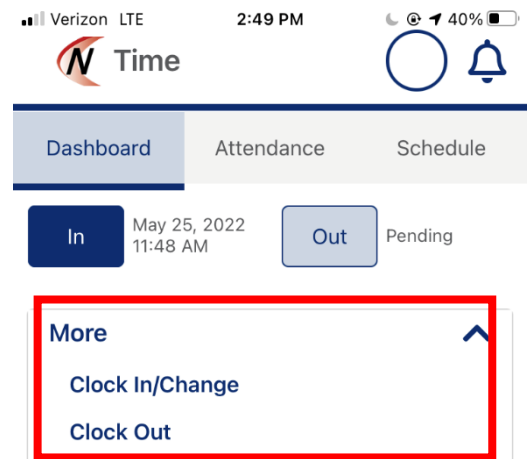 Verizon LTE 2:49 PM 40%
N Time
Dashboard Attendance Schedule
In May 25, 2022 Out Pending
11:48 AM
More
Clock In/Change
Clock Out